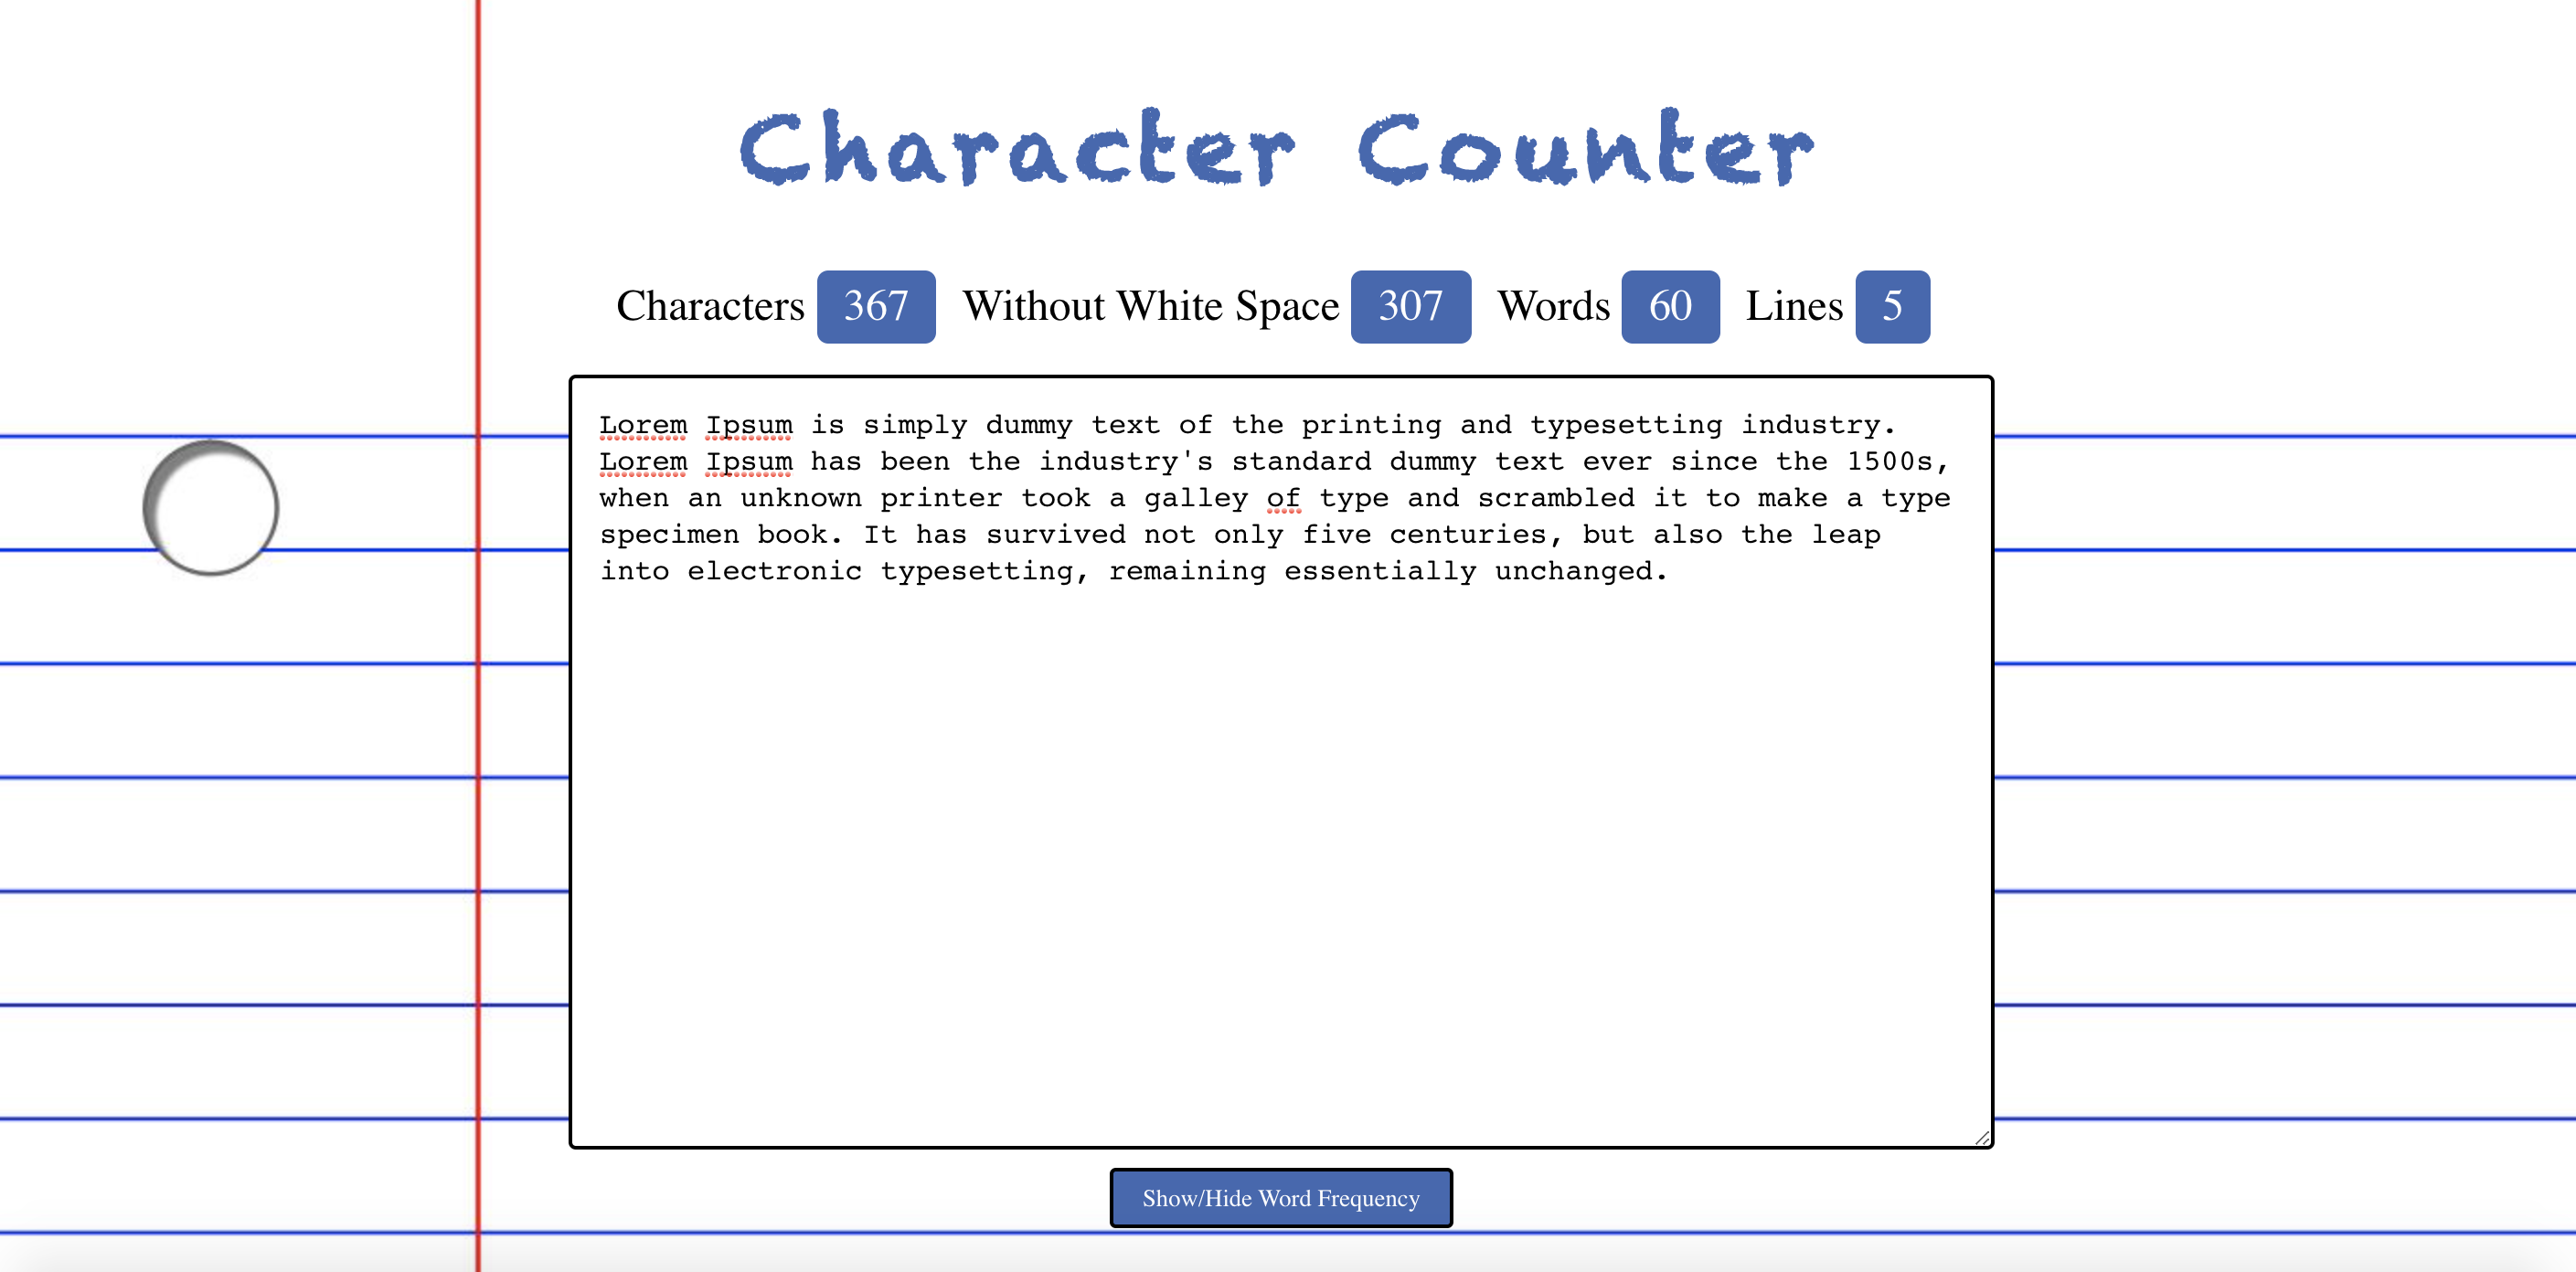 Character Counter
Characters 367 Without White Space 307 Words 60 Lines 5
Lorem Ipsum is simply dummy text of the printing and typesetting industry.
Lorem Ipsum has been the industry's standard dummy text ever since the 1500s,
when an unknown printer took a galley of type and scrambled it to make a type
specimen book. It has survived not only five centuries, but also the leap
into electronic typesetting, remaining essentially unchanged.
Show/Hide Word Frequency